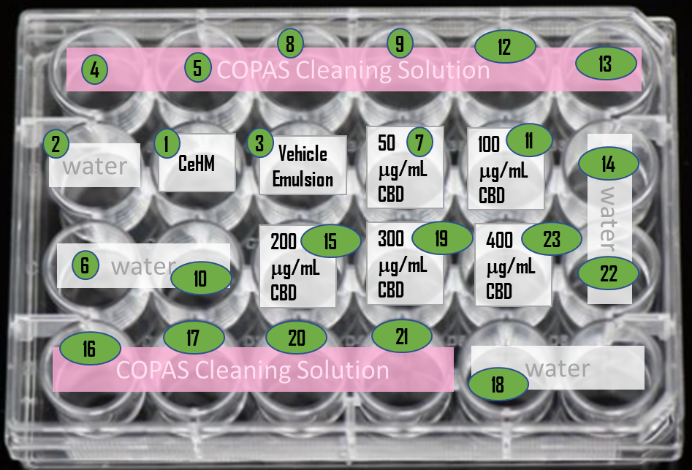 4 5 8 9 12 13
COPAS Cleaning Solution
2 1 3 7 11 14
water
CeHM
Vehicle
Emulsion
50
µg/mL
CBD
100
µg/mL
CBD
water
6 10 15 19 23 22
water
200
µg/mL
CBD
300
µg/mL
CBD
400
µg/mL
CBD
16 17 20 21 18
COPAS Cleaning Solution
water